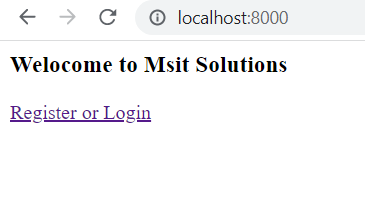 localhost:8000
Welocome to Msit Solutions
Register or Login